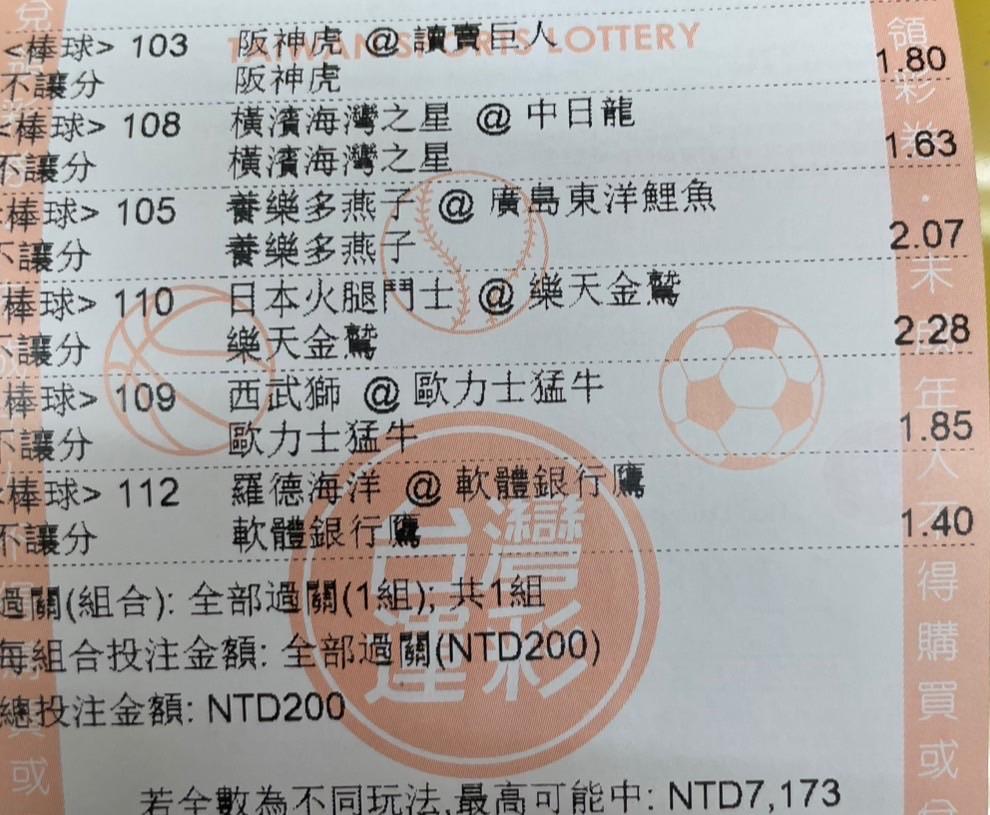 TAIWAN SPORTS LOTTERY
<棒球> 103 阪神虎 @ 讀賣巨人
不讓分 阪神虎 1.80
<棒球> 108 橫濱海灣之星 @ 中日龍
不讓分 橫濱海灣之星 1.63
棒球> 105 養樂多燕子 @ 廣島東洋鯉魚
不讓分 養樂多燕子 2.07
棒球> 110 日本火腿鬥士 @ 樂天金鷲
不讓分 樂天金鷲 2.28
棒球> 109 西武獅 @ 歐力士猛牛
不讓分 歐力士猛牛 1.85
<棒球> 112 羅德海洋 @ 軟體銀行鷹
不讓分 軟體銀行鷹 1.40
過關(組合): 全部過關(1組); 共1組
每組合投注金額: 全部過關(NTD200)
總投注金額: NTD200
若全數為不同玩法,最高可能中: NTD7,173
台灣
運彩
領彩券．未成年人不得購買或